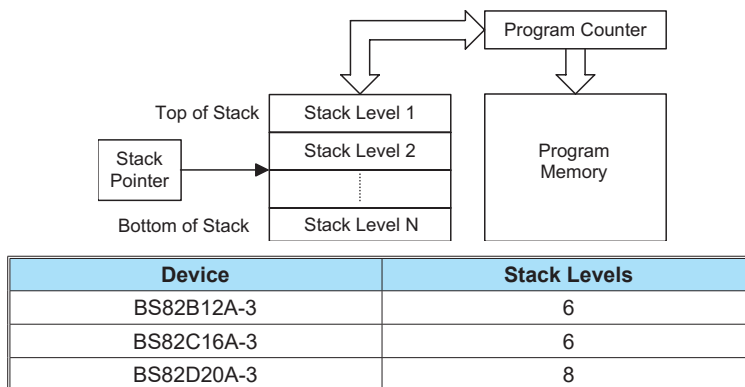 Program Counter
Top of Stack
Stack Level 1
Stack Level 2
Stack
Pointer
Program
Memory
Bottom of Stack
Stack Level N
Device Stack Levels
BS82B12A-3 6
BS82C16A-3 6
BS82D20A-3 8